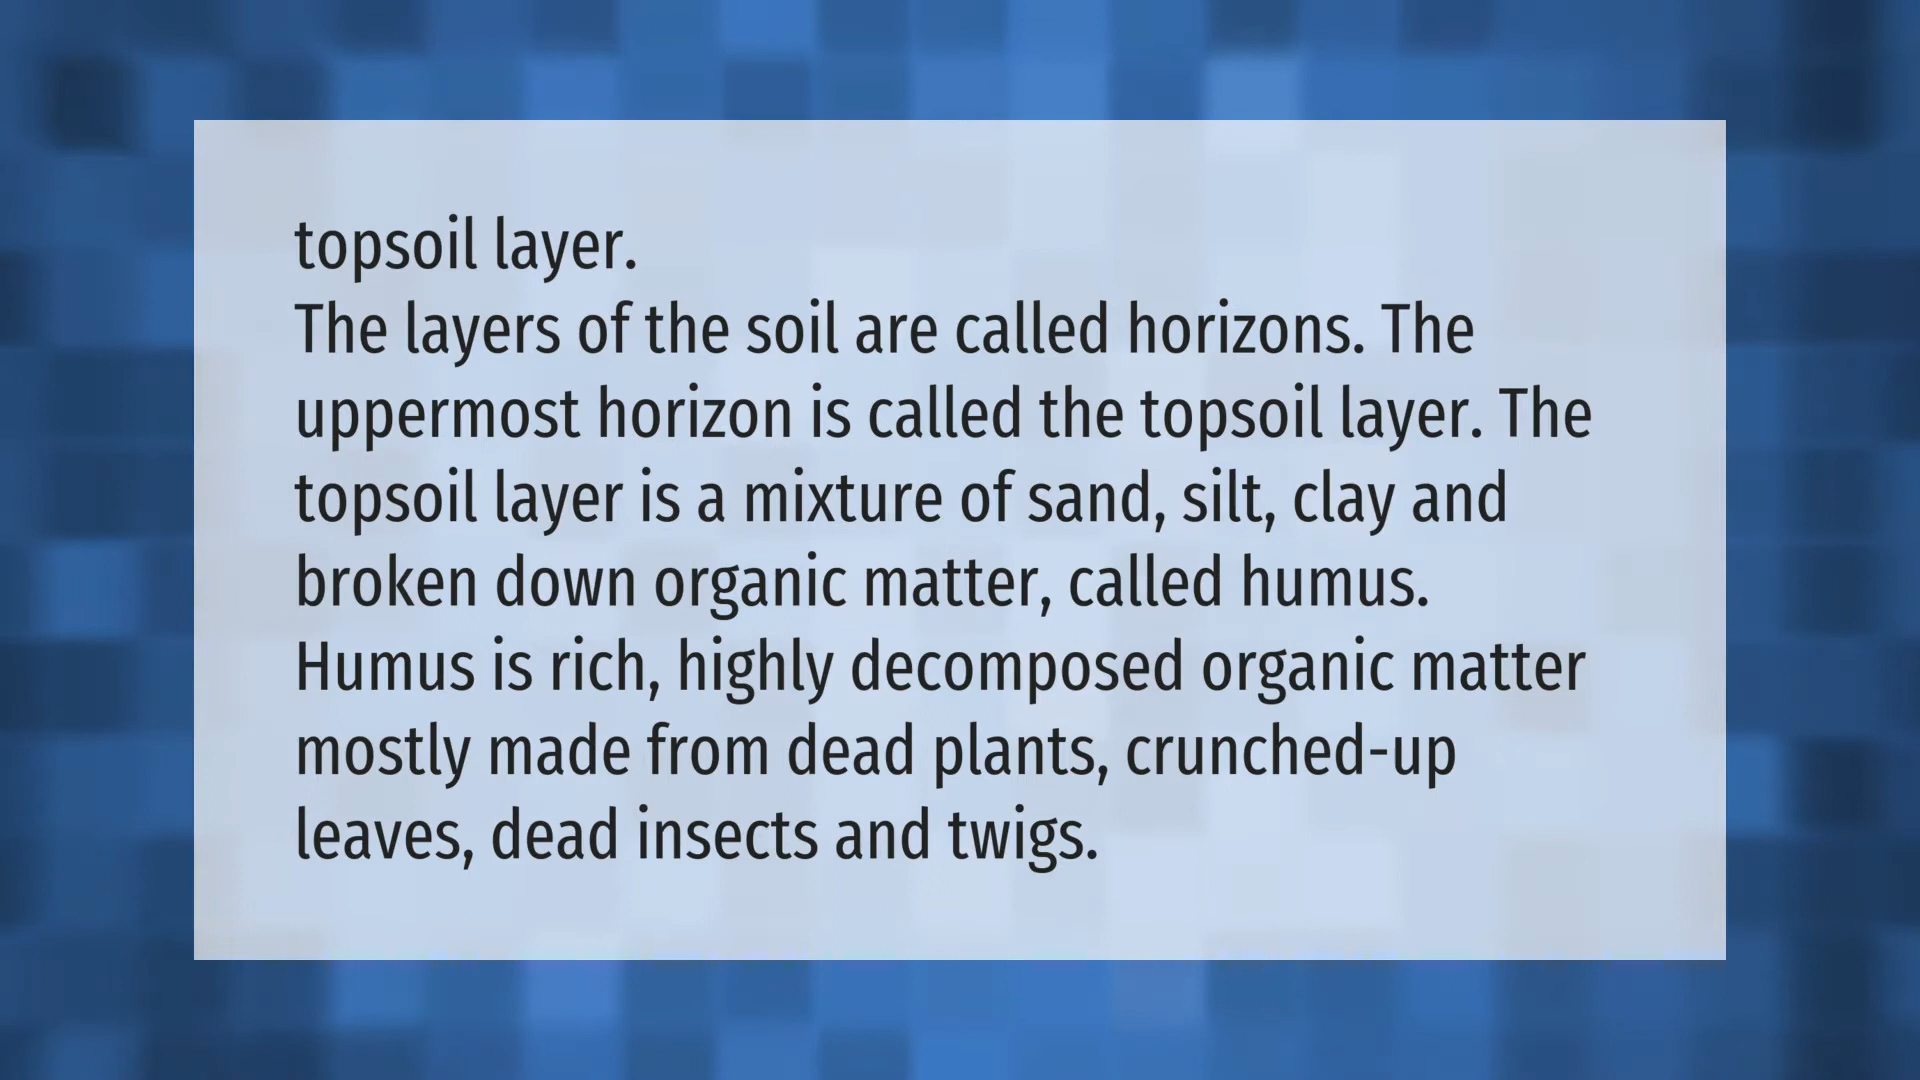 topsoil layer.
The layers of the soil are called horizons. The
uppermost horizon is called the topsoil layer. The
topsoil layer is a mixture of sand, silt, clay and
broken down organic matter, called humus.
Humus is rich, highly decomposed organic matter
mostly made from dead plants, crunched-up
leaves, dead insects and twigs.